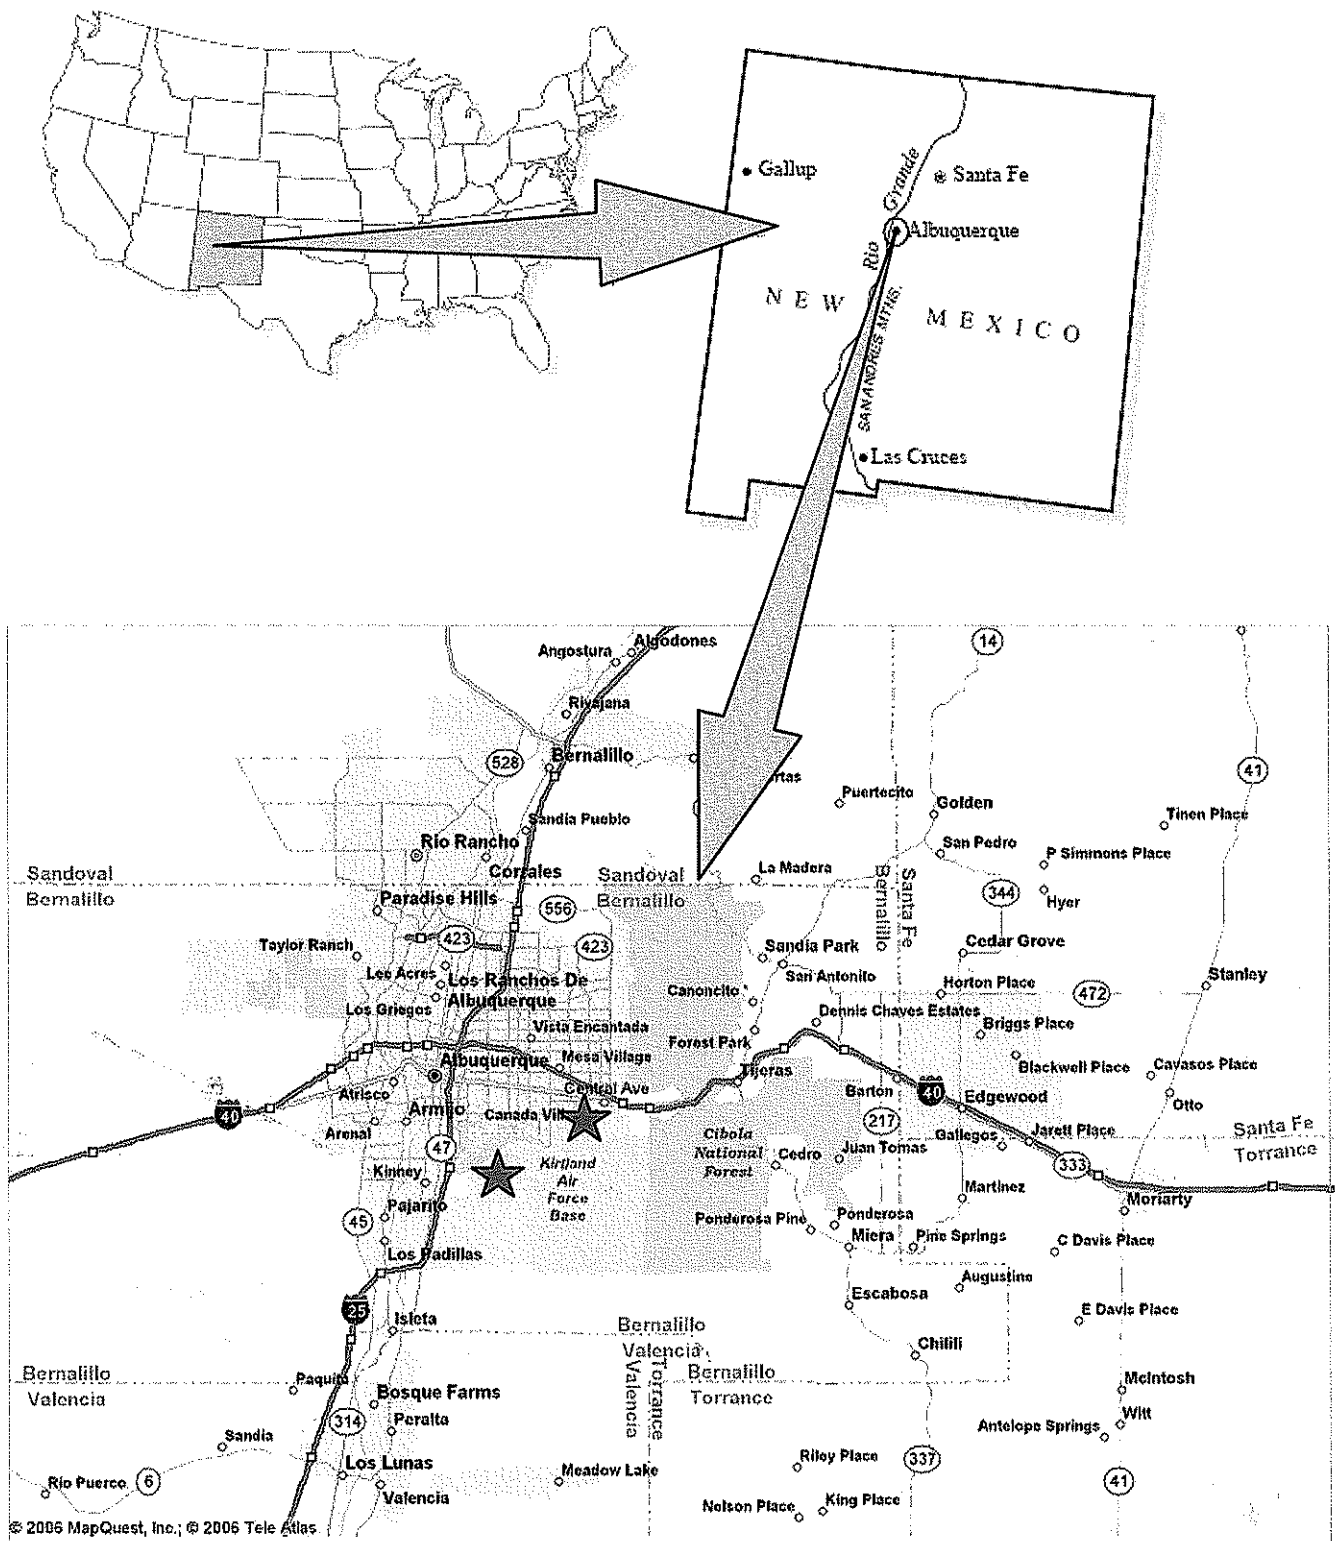 Gallup
Rio Grande
Santa Fe
Albuquerque
NEW MEXICO
SAN ANDRES MTNS.
Las Cruces
Algodones
14
Angostura
Rivajana
528
Bernalillo
41
rtas
Puertecito
Golden
Tinen Place
Sandia Pueblo
Rio Rancho
San Pedro
P Simmons Place
La Madera
Corrales
Sandoval
Bernalillo
Sandoval
Bernalillo
Bernalillo
Santa Fe
344
Hyer
Paradise Hills
556
423
423
Taylor Ranch
Sandia Park
Cedar Grove
Lee Acres
Los Ranchos De
Albuquerque
San Antonito
Stanley
Canoncito
Horton Place
472
Los Griegos
Dennis Chaves Estates
Vista Encantada
Briggs Place
Forest Park
Albuquerque
Mesa Village
Blackwell Place
Cavasos Place
Tijeras
Central Ave
Barton
40
Edgewood
Atrisco
Otto
40
Armijo
Canada Vill
217
Arenal
Gallegos
Jarett Place
Santa Fe
Torrance
47
Cibola
National
Forest
Cedro
Juan Tomas
333
Kinney
Kirtland
Air
Force
Base
Martinez
Moriarty
Pajarito
45
Ponderosa Pine
Ponderosa
Miera
Pine Springs
C Davis Place
Los Padillas
Augustine
Escabosa
25
E Davis Place
Isleta
Bernalillo
Valencia
Chilili
Bernalillo
Valencia
Torrance
Valencia
Bernalillo
Torrance
McIntosh
Paquita
Bosque Farms
314
Peralta
Antelope Springs
Witt
Sandia
Los Lunas
Meadow Lake
Riley Place
337
Rio Puerco
6
Valencia
41
Nelson Place
King Place
© 2006 MapQuest, Inc.; © 2006 Tele Atlas